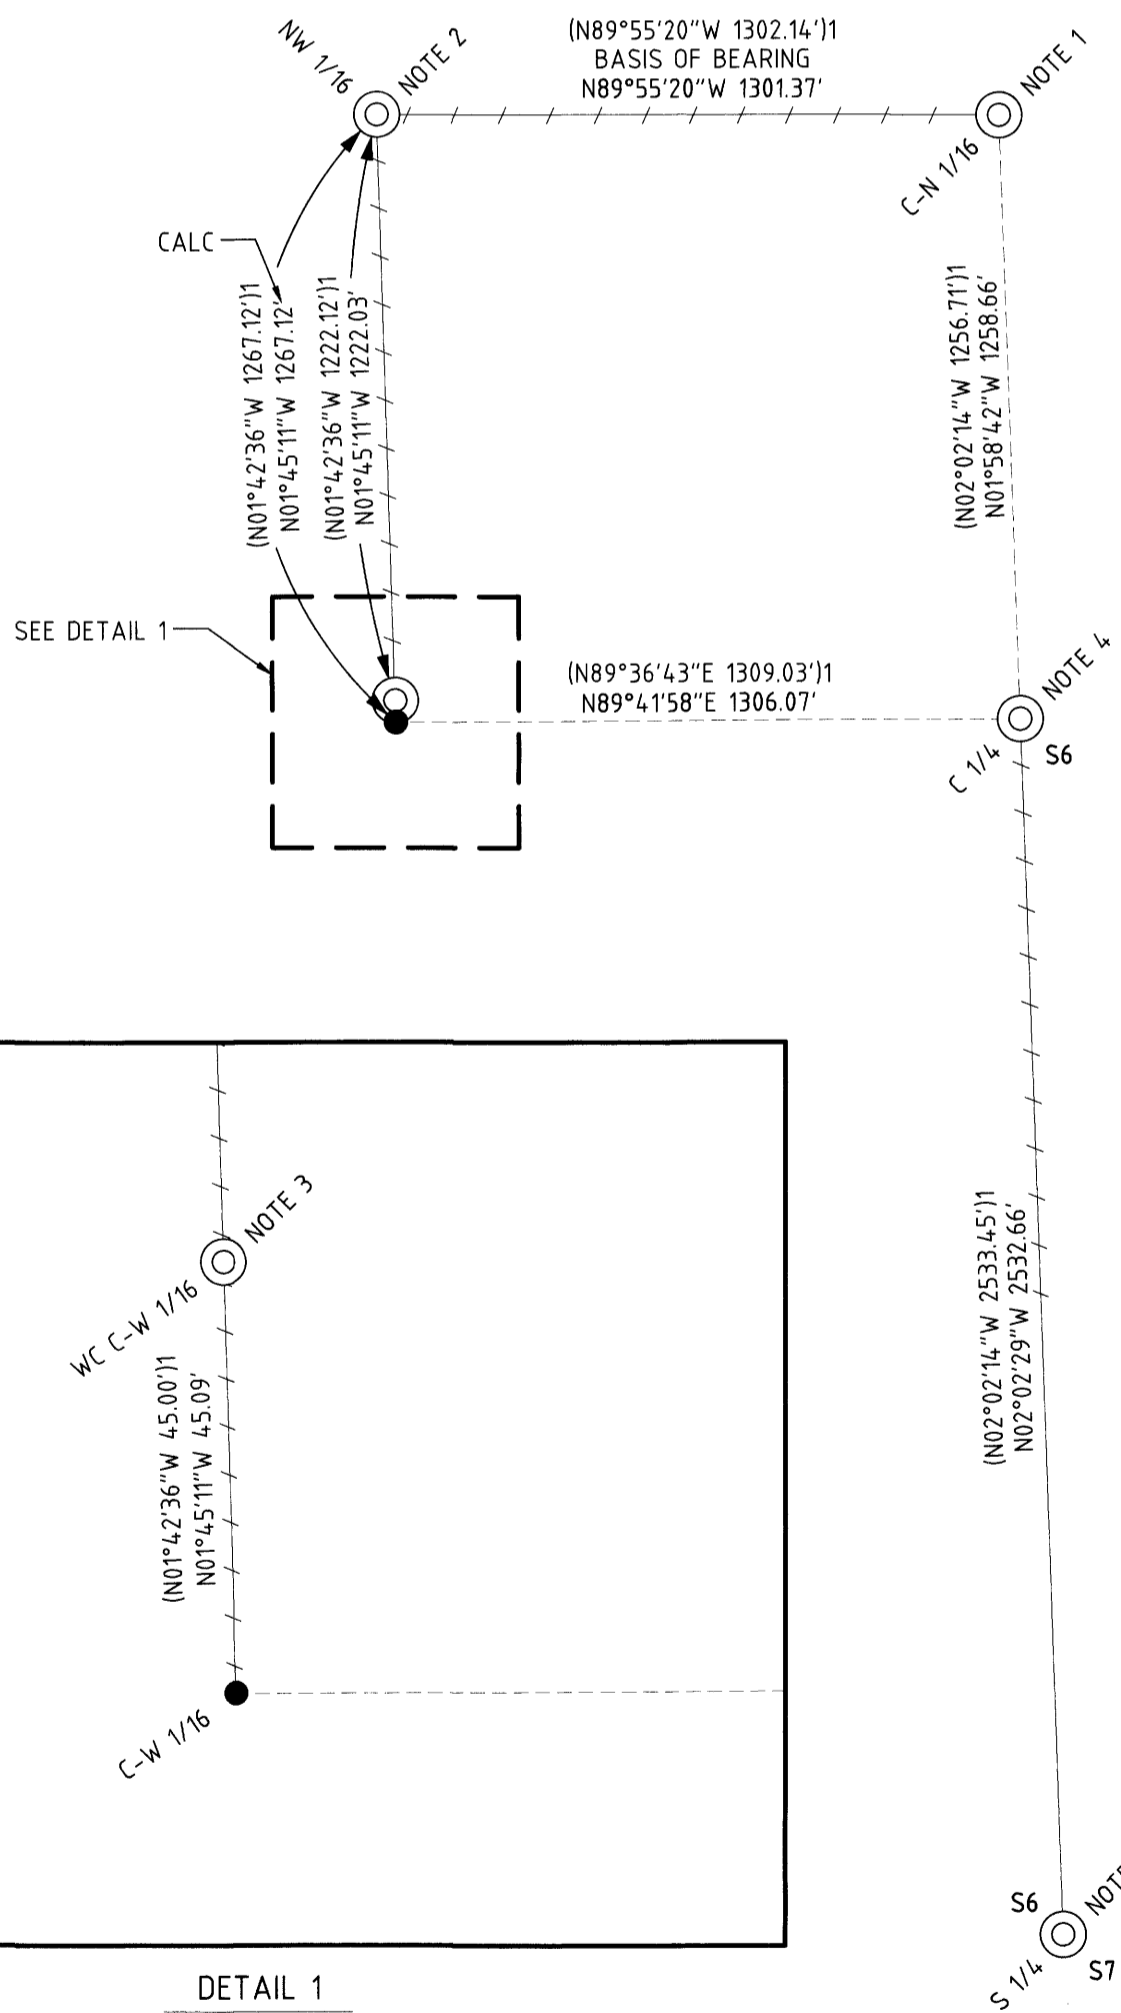 (N89°55'20"W 1302.14')1
BASIS OF BEARING
N89°55'20"W 1301.37'
NW 1/16
NOTE 2
NOTE 1
C-N 1/16
CALC
(N01°42'36"W 1267.12')1
N01°45'11"W 1267.12'
(N01°42'36"W 1222.12')1
N01°45'11"W 1222.03'
(N02°02'14"W 1256.71')1
N01°58'42"W 1258.66'
SEE DETAIL 1
(N89°36'43"E 1309.03')1
N89°41'58"E 1306.07'
NOTE 4
C 1/4
S6
NOTE 3
WC C-W 1/16
(N01°42'36"W 45.00')1
N01°45'11"W 45.09'
C-W 1/16
(N02°02'14"W 2533.45')1
N02°02'29"W 2532.66'
S6
NOTE
S 1/4
S7
DETAIL 1